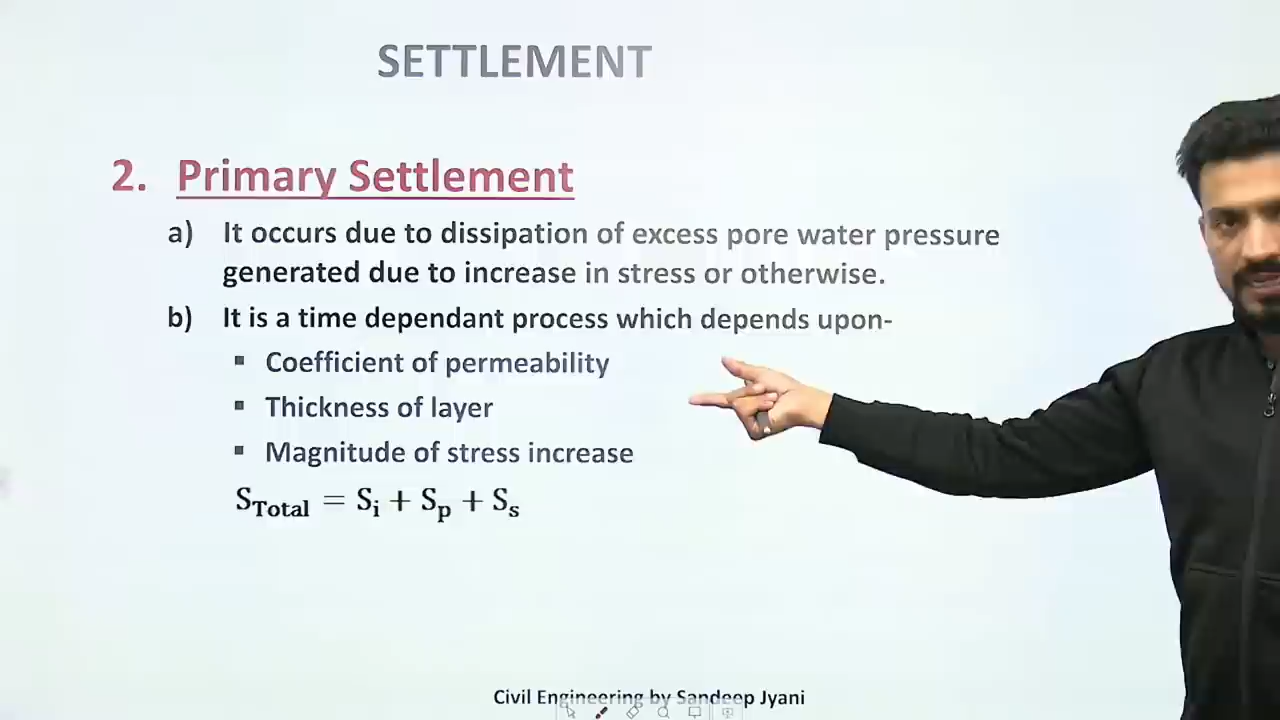 SETTLEMENT
2. Primary Settlement
a) It occurs due to dissipation of excess pore water pressure
generated due to increase in stress or otherwise.
b) It is a time dependant process which depends upon-
▪ Coefficient of permeability
▪ Thickness of layer
▪ Magnitude of stress increase
S_Total = S_i + S_p + S_s
Civil Engineering by Sandeep Jyani